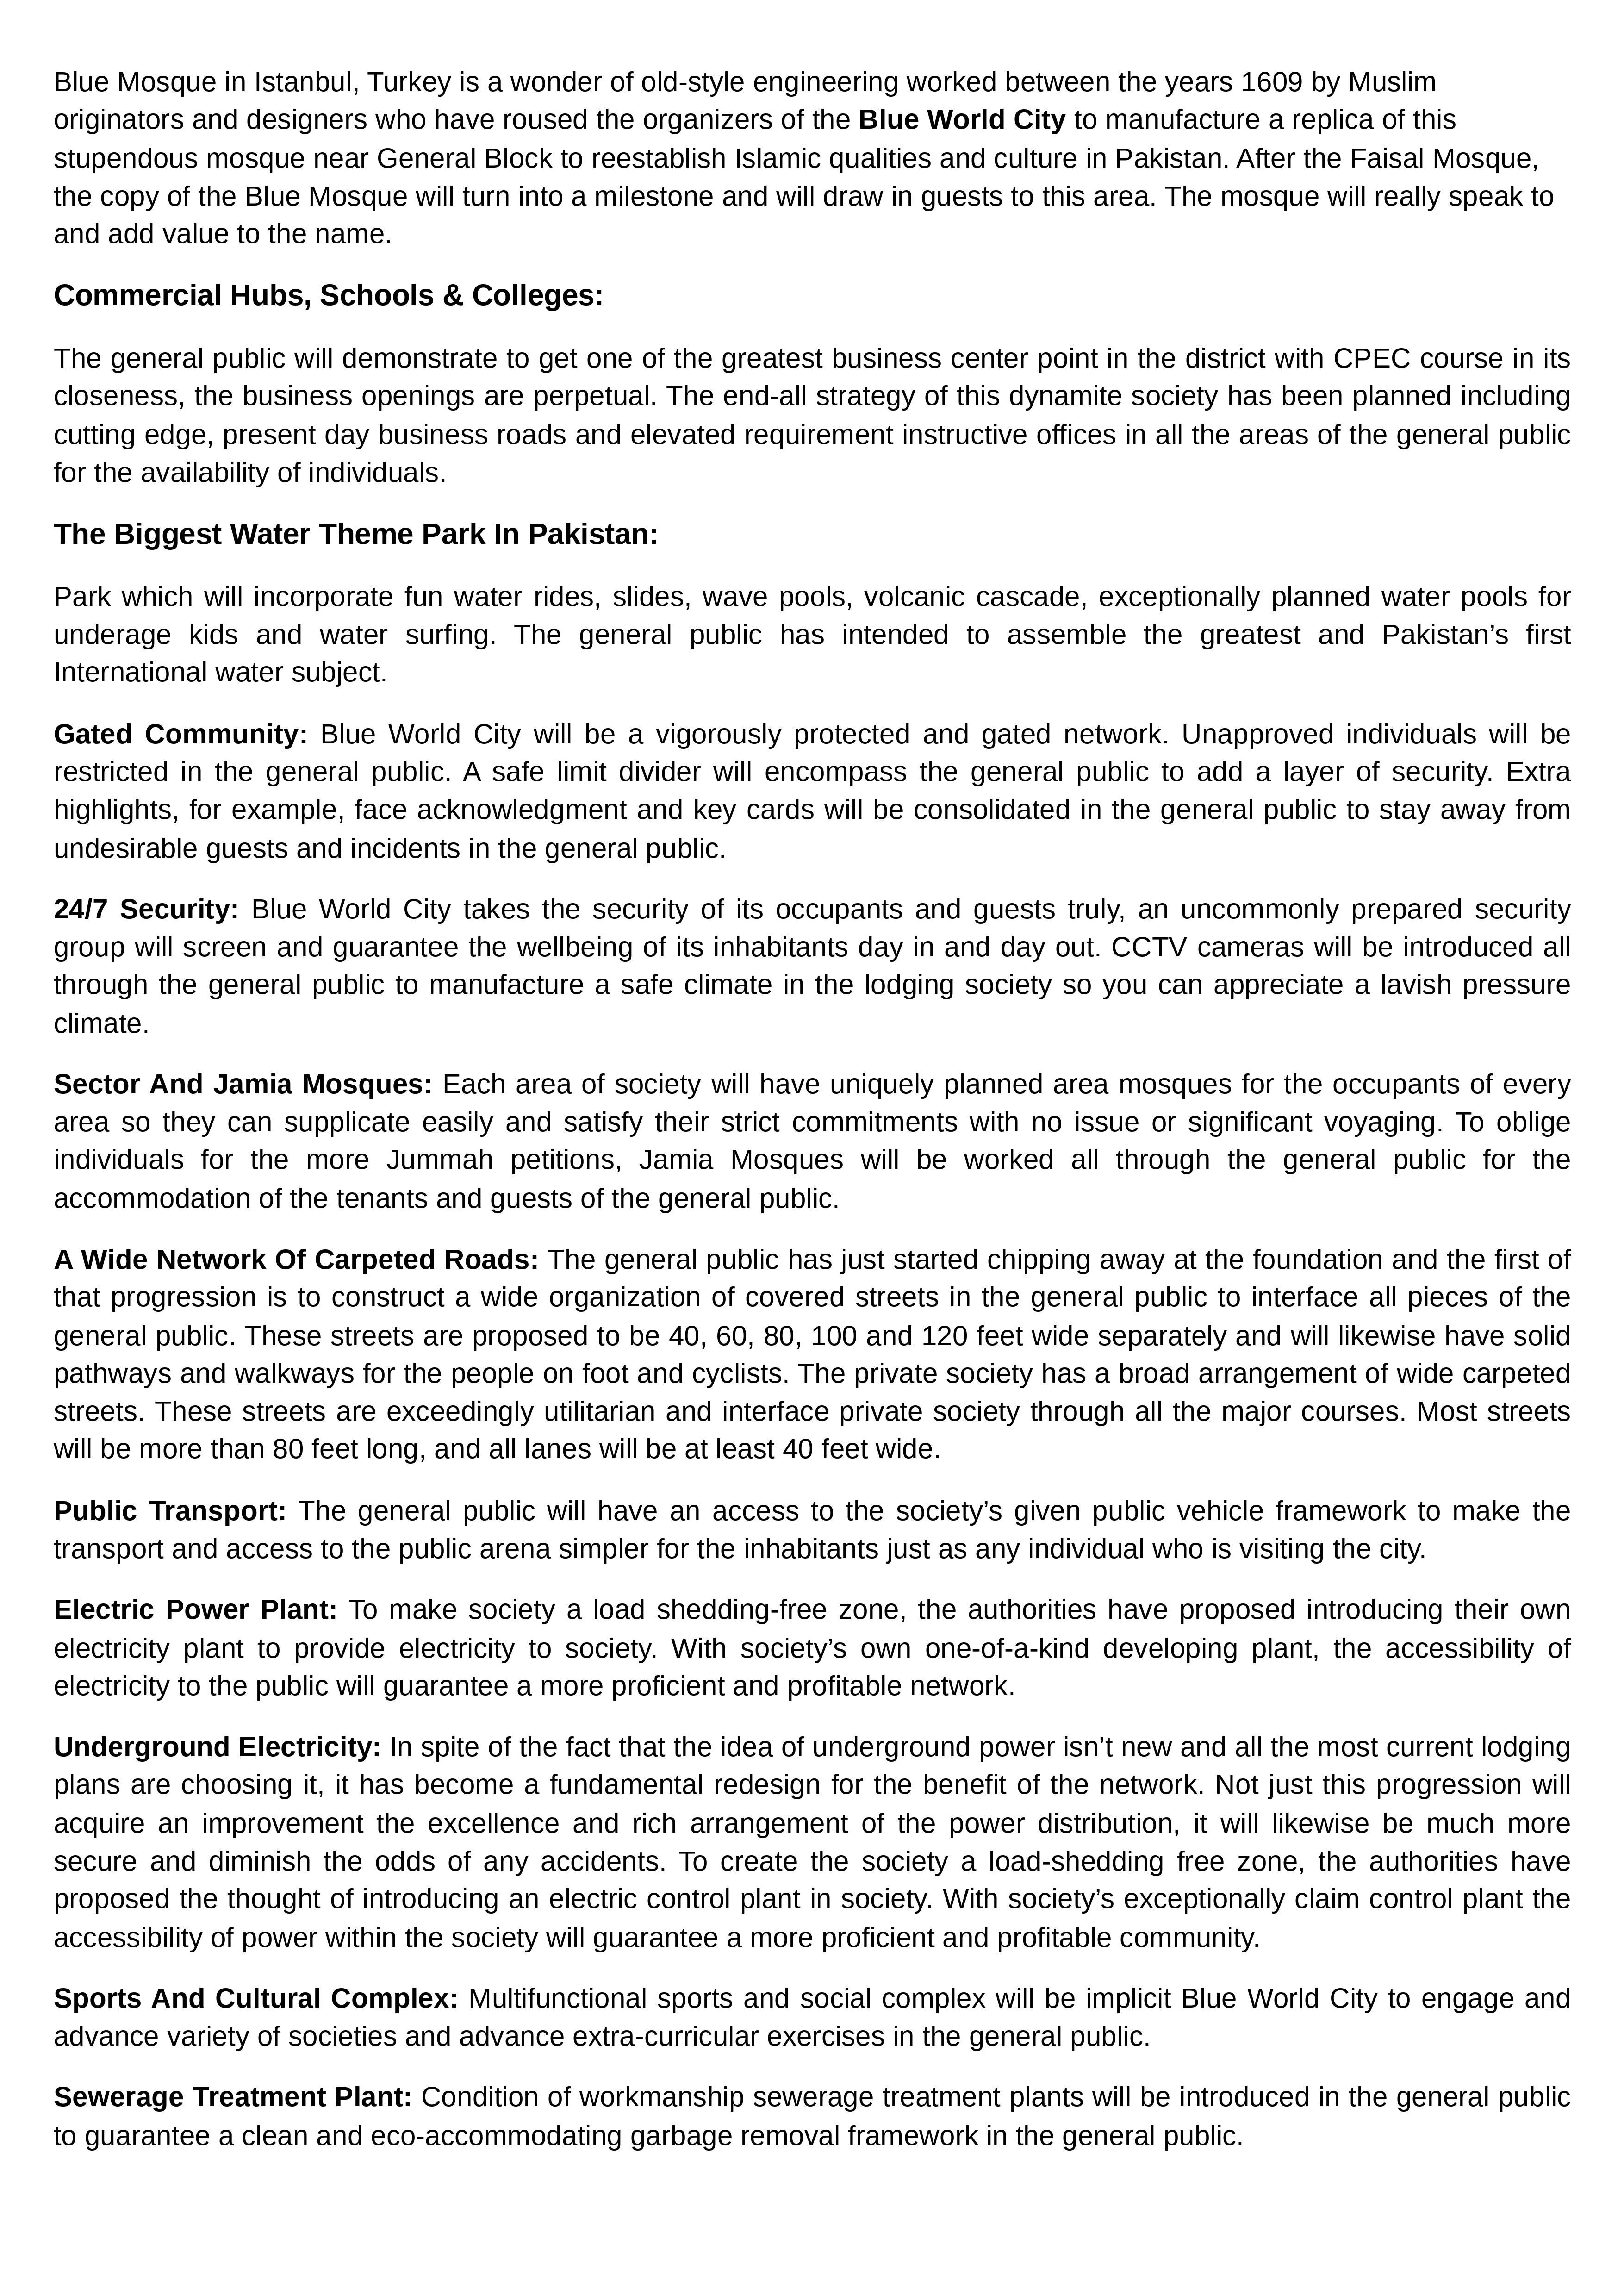 Blue Mosque in Istanbul, Turkey is a wonder of old-style engineering worked between the years 1609 by Muslim
originators and designers who have roused the organizers of the Blue World City to manufacture a replica of this
stupendous mosque near General Block to reestablish Islamic qualities and culture in Pakistan. After the Faisal Mosque,
the copy of the Blue Mosque will turn into a milestone and will draw in guests to this area. The mosque will really speak to
and add value to the name.
Commercial Hubs, Schools & Colleges:
The general public will demonstrate to get one of the greatest business center point in the district with CPEC course in its
closeness, the business openings are perpetual. The end-all strategy of this dynamite society has been planned including
cutting edge, present day business roads and elevated requirement instructive offices in all the areas of the general public
for the availability of individuals.
The Biggest Water Theme Park In Pakistan:
Park which will incorporate fun water rides, slides, wave pools, volcanic cascade, exceptionally planned water pools for
underage kids and water surfing. The general public has intended to assemble the greatest and Pakistan’s first
International water subject.
Gated Community: Blue World City will be a vigorously protected and gated network. Unapproved individuals will be
restricted in the general public. A safe limit divider will encompass the general public to add a layer of security. Extra
highlights, for example, face acknowledgment and key cards will be consolidated in the general public to stay away from
undesirable guests and incidents in the general public.
24/7 Security: Blue World City takes the security of its occupants and guests truly, an uncommonly prepared security
group will screen and guarantee the wellbeing of its inhabitants day in and day out. CCTV cameras will be introduced all
through the general public to manufacture a safe climate in the lodging society so you can appreciate a lavish pressure
climate.
Sector And Jamia Mosques: Each area of society will have uniquely planned area mosques for the occupants of every
area so they can supplicate easily and satisfy their strict commitments with no issue or significant voyaging. To oblige
individuals for the more Jummah petitions, Jamia Mosques will be worked all through the general public for the
accommodation of the tenants and guests of the general public.
A Wide Network Of Carpeted Roads: The general public has just started chipping away at the foundation and the first of
that progression is to construct a wide organization of covered streets in the general public to interface all pieces of the
general public. These streets are proposed to be 40, 60, 80, 100 and 120 feet wide separately and will likewise have solid
pathways and walkways for the people on foot and cyclists. The private society has a broad arrangement of wide carpeted
streets. These streets are exceedingly utilitarian and interface private society through all the major courses. Most streets
will be more than 80 feet long, and all lanes will be at least 40 feet wide.
Public Transport: The general public will have an access to the society’s given public vehicle framework to make the
transport and access to the public arena simpler for the inhabitants just as any individual who is visiting the city.
Electric Power Plant: To make society a load shedding-free zone, the authorities have proposed introducing their own
electricity plant to provide electricity to society. With society’s own one-of-a-kind developing plant, the accessibility of
electricity to the public will guarantee a more proficient and profitable network.
Underground Electricity: In spite of the fact that the idea of underground power isn’t new and all the most current lodging
plans are choosing it, it has become a fundamental redesign for the benefit of the network. Not just this progression will
acquire an improvement the excellence and rich arrangement of the power distribution, it will likewise be much more
secure and diminish the odds of any accidents. To create the society a load-shedding free zone, the authorities have
proposed the thought of introducing an electric control plant in society. With society’s exceptionally claim control plant the
accessibility of power within the society will guarantee a more proficient and profitable community.
Sports And Cultural Complex: Multifunctional sports and social complex will be implicit Blue World City to engage and
advance variety of societies and advance extra-curricular exercises in the general public.
Sewerage Treatment Plant: Condition of workmanship sewerage treatment plants will be introduced in the general public
to guarantee a clean and eco-accommodating garbage removal framework in the general public.